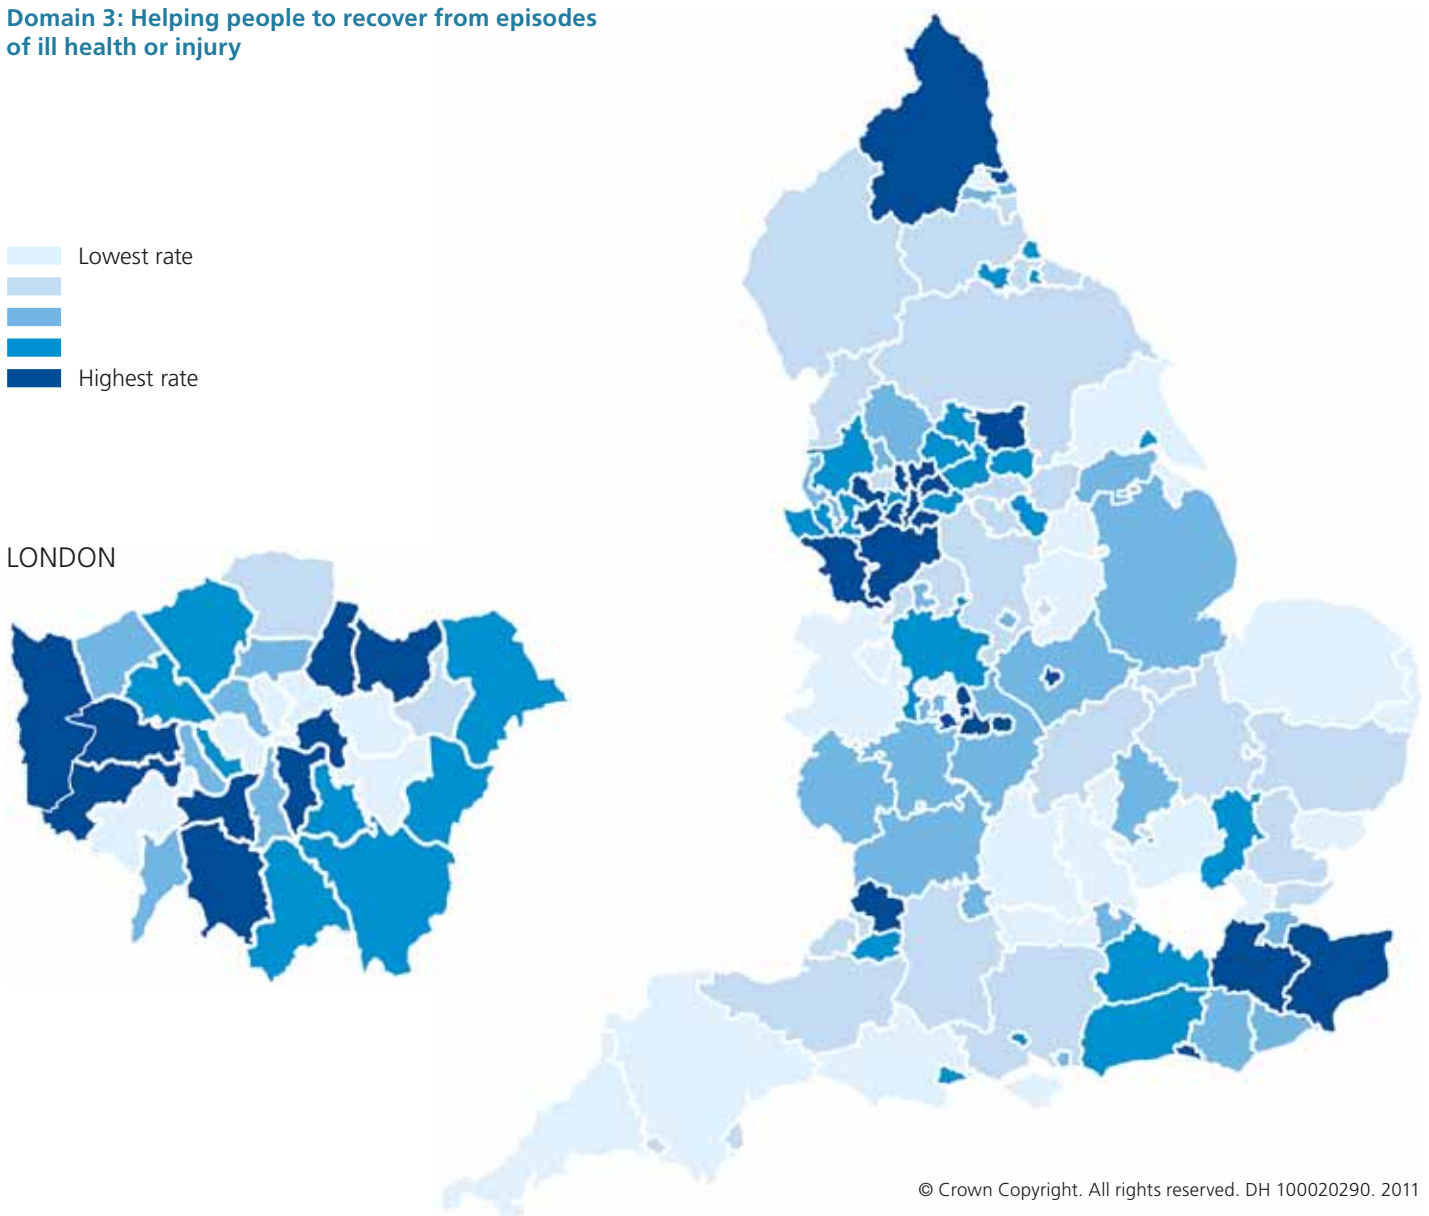 Domain 3: Helping people to recover from episodes
of ill health or injury
Lowest rate
Highest rate
LONDON
© Crown Copyright. All rights reserved. DH 100020290. 2011